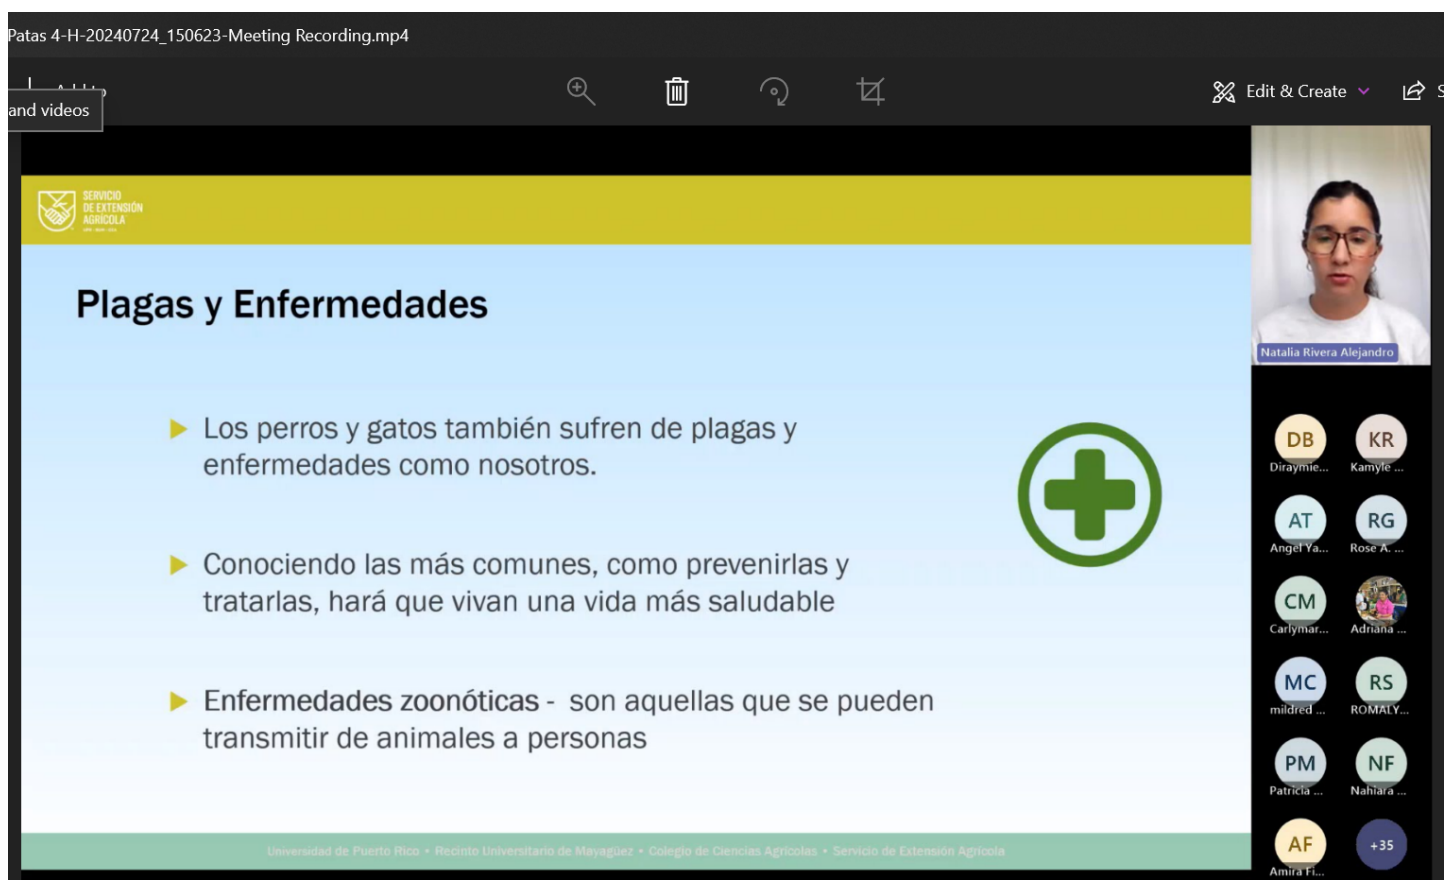 Patas 4-H-20240724_150623-Meeting Recording.mp4
and videos
Edit & Create
S
SERVICIO
DE EXTENSIÓN
AGRÍCOLA
Plagas y Enfermedades
Los perros y gatos también sufren de plagas y
enfermedades como nosotros.
Conociendo las más comunes, como prevenirlas y
tratarlas, hará que vivan una vida más saludable
Enfermedades zoonóticas - son aquellas que se pueden
transmitir de animales a personas
Universidad de Puerto Rico • Recinto Universitario de Mayagüez • Colegio de Ciencias Agrícolas • Servicio de Extensión Agrícola
Natalia Rivera Alejandro
DB KR
Diraymie... Kamyle ...
AT RG
Angel Ya... Rose A. ...
CM
Carlymar... Adriana ...
MC RS
mildred ... ROMALY...
PM NF
Patricia ... Nahiara ...
AF +35
Amira Fi...